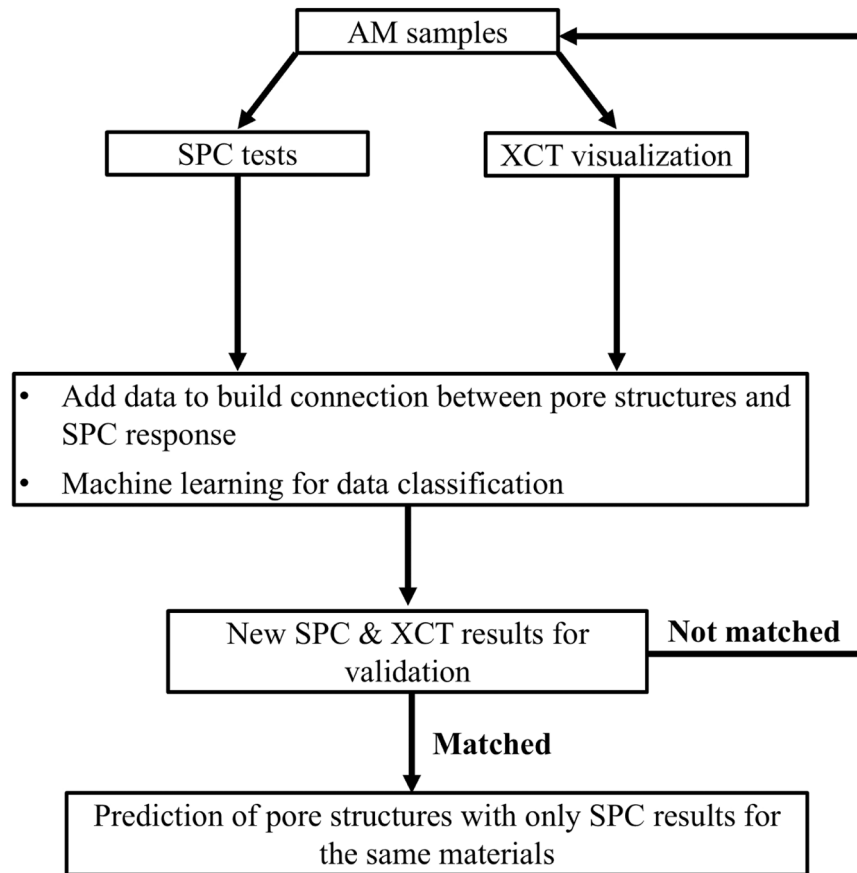 AM samples
SPC tests
XCT visualization
• Add data to build connection between pore structures and
SPC response
• Machine learning for data classification
New SPC & XCT results for
validation
Not matched
Matched
Prediction of pore structures with only SPC results for
the same materials